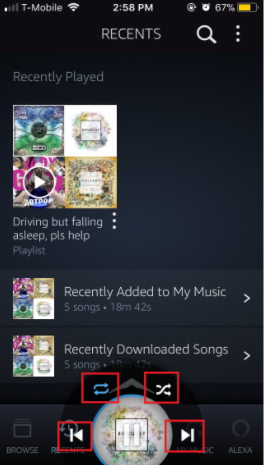 T-Mobile 2:58 PM 67%
RECENTS
Recently Played
ARTPOP
Driving but falling
asleep, pls help
Playlist
Recently Added to My Music
5 songs • 18m 42s
Recently Downloaded Songs
5 songs • 18m 42s
BROWSE RECENTS MUSIC ALEXA